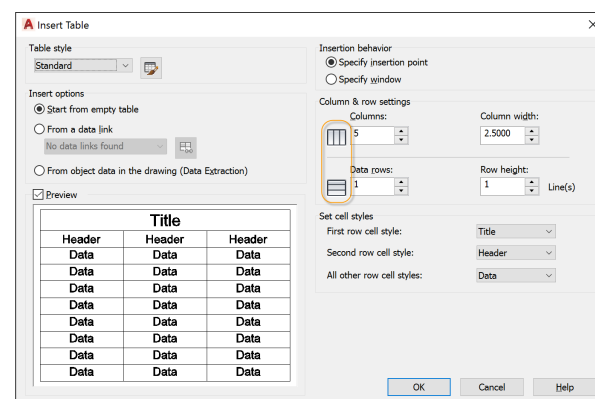 A Insert Table
Table style
Standard
Insert options
Start from empty table
From a data link
No data links found
From object data in the drawing (Data Extraction)
Preview
Title
Header Header Header
Data Data Data
Data Data Data
Data Data Data
Data Data Data
Data Data Data
Data Data Data
Data Data Data
Data Data Data
Insertion behavior
Specify insertion point
Specify window
Column & row settings
Columns: Column width:
5 2.5000
Data rows: Row height:
1 1 Line(s)
Set cell styles
First row cell style: Title
Second row cell style: Header
All other row cell styles: Data
OK Cancel Help